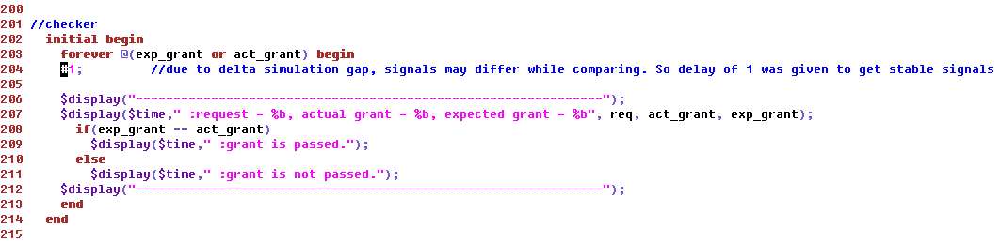 200
201 //checker
202   initial begin
203     forever @(exp_grant or act_grant) begin
204     #1;         //due to delta simulation gap, signals may differ while comparing. So delay of 1 was given to get stable signals
205
206     $display("--------------------------------------------------------------");
207     $display($time," :request = %b, actual grant = %b, expected grant = %b", req, act_grant, exp_grant);
208       if(exp_grant == act_grant)
209         $display($time," :grant is passed.");
210       else
211         $display($time," :grant is not passed.");
212     $display("--------------------------------------------------------------");
213     end
214   end
215